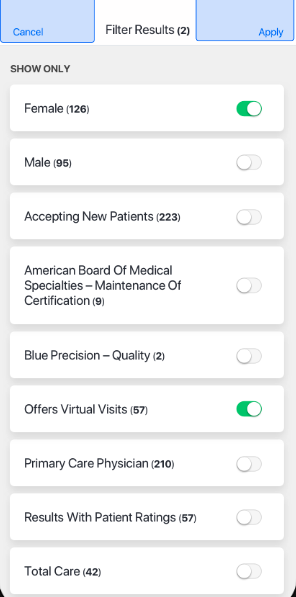 Cancel
Filter Results (2)
Apply
SHOW ONLY
Female (126)
Male (95)
Accepting New Patients (223)
American Board Of Medical
Specialties – Maintenance Of
Certification (9)
Blue Precision – Quality (2)
Offers Virtual Visits (57)
Primary Care Physician (210)
Results With Patient Ratings (57)
Total Care (42)